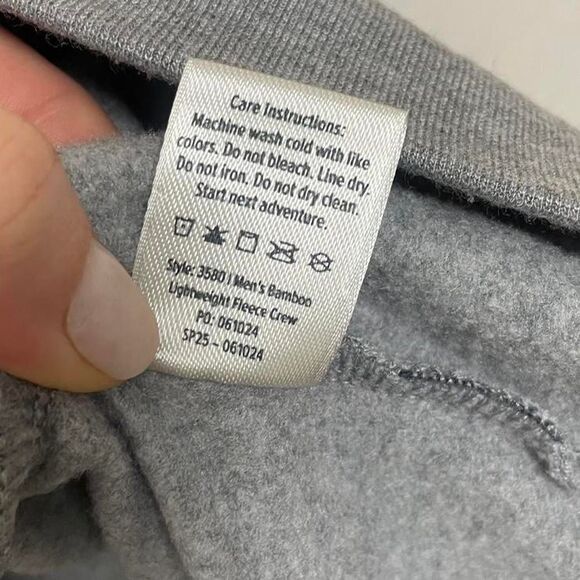 Care Instructions:
Machine wash cold with like
colors. Do not bleach. Line dry.
Do not iron. Do not dry clean.
Start next adventure.
Style: 3580 | Men's Bamboo
Lightweight Fleece Crew
PO: 061024
SP25 – 061024